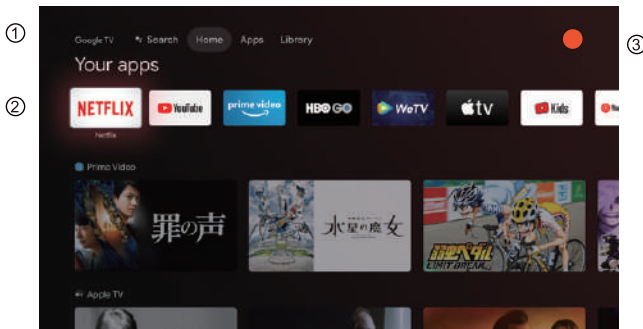 ①
Google TV Search Home Apps Library
③
Your apps
②
NETFLIX YouTube prime video HBO GO WeTV tv Kids
Netflix
Prime Video
罪の声 水星の魔女 弱虫ペダル
LIMIT BREAK
Apple TV